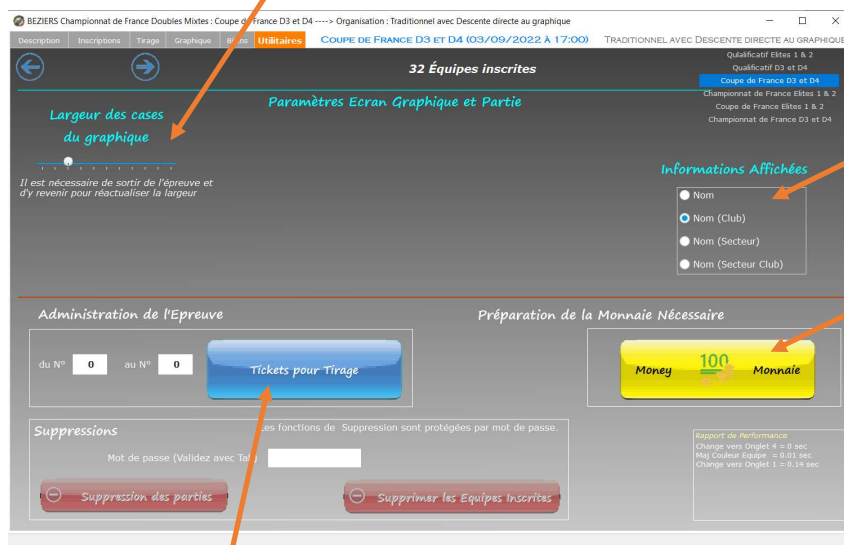 BEZIERS Championnat de France Doubles Mixtes : Coupe de France D3 et D4 ----> Organisation : Traditionnel avec Descente directe au graphique
Description Inscriptions Tirage Graphique Bilans Utilitaires COUPE DE FRANCE D3 ET D4 (03/09/2022 À 17:00) TRADITIONNEL AVEC DESCENTE DIRECTE AU GRAPHIQUE
32 Équipes inscrites
Qulalificatif Elites 1 & 2
Qualificatif D3 et D4
Coupe de France D3 et D4
Championnat de France Elites 1 & 2
Coupe de France Elites 1 & 2
Championnat de France D3 et D4
Paramètres Ecran Graphique et Partie
Largeur des cases
du graphique
Il est nécessaire de sortir de l'épreuve et
d'y revenir pour réactualiser la largeur
Informations Affichées
Nom
Nom (Club)
Nom (Secteur)
Nom (Secteur Club)
Administration de l'Epreuve
du N° 0 au N° 0
Tickets pour Tirage
Préparation de la Monnaie Nécessaire
Money 100 Monnaie
Suppressions
Les fonctions de Suppression sont protégées par mot de passe.
Mot de passe (Validez avec Tab)
Suppression des parties
Supprimer les Equipes Inscrites
Rapport de Performance
Change vers Onglet 4 = 0 sec
Maj Couleur Equipe = 0.01 sec
Change vers Onglet 1 = 0.14 sec